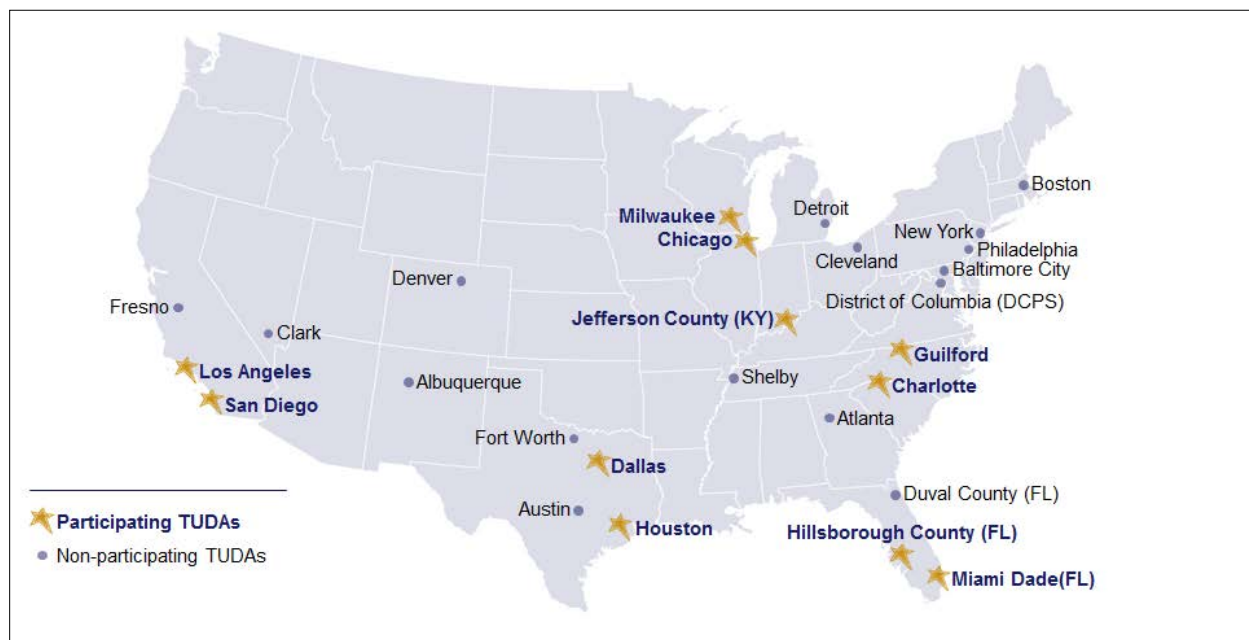 Boston
Detroit
Milwaukee
New York
Chicago
Philadelphia
Cleveland
Baltimore City
Denver
District of Columbia (DCPS)
Fresno
Jefferson County (KY)
Clark
Guilford
Los Angeles
Shelby
Albuquerque
Charlotte
San Diego
Atlanta
Fort Worth
Dallas
Duval County (FL)
Austin
Participating TUDAs
Houston
Hillsborough County (FL)
Non-participating TUDAs
Miami Dade(FL)